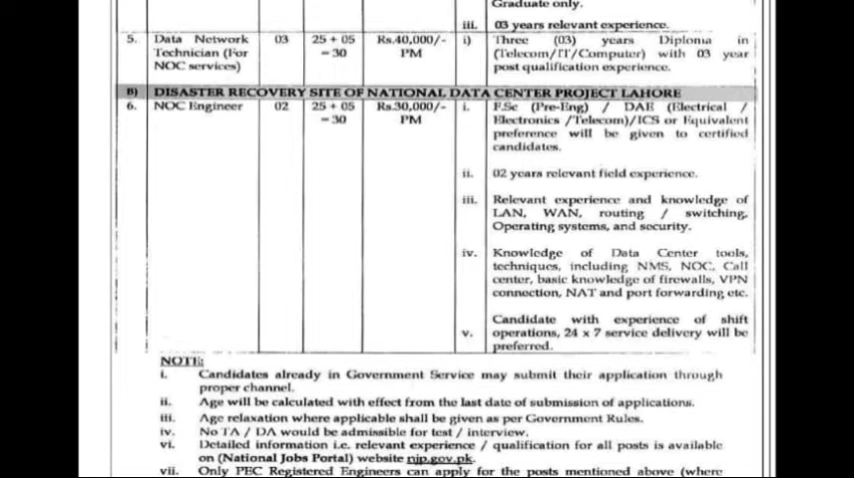 Graduate only.
iii. 03 years relevant experience.
5. Data Network 03 25 + 05 Rs.40,000/- i) Three (03) years Diploma in
Technician (For = 30 PM (Telecom/IT/Computer) with 03 year
NOC services) post qualification experience.
B) DISASTER RECOVERY SITE OF NATIONAL DATA CENTER PROJECT LAHORE
6. NOC Engineer 02 25 + 05 Rs.30,000/- i. F.Sc (Pre-Eng) / DAE (Electrical /
= 30 PM Electronics /Telecom)/ICS or Equivalent
preference will be given to certified
candidates.
ii. 02 years relevant field experience.
iii. Relevant experience and knowledge of
LAN, WAN, routing / switching,
Operating systems, and security.
iv. Knowledge of Data Center tools,
techniques, including NMS, NOC, Call
center, basic knowledge of firewalls, VPN
connection, NAT and port forwarding etc.
Candidate with experience of shift
v. operations, 24 x 7 service delivery will be
preferred.
NOTE:
i. Candidates already in Government Service may submit their application through
proper channel.
ii. Age will be calculated with effect from the last date of submission of applications.
iii. Age relaxation where applicable shall be given as per Government Rules.
iv. No TA / DA would be admissible for test / interview.
vi. Detailed information i.e. relevant experience / qualification for all posts is available
on (National Jobs Portal) website njp.gov.pk.
vii. Only PEC Registered Engineers can apply for the posts mentioned above (where